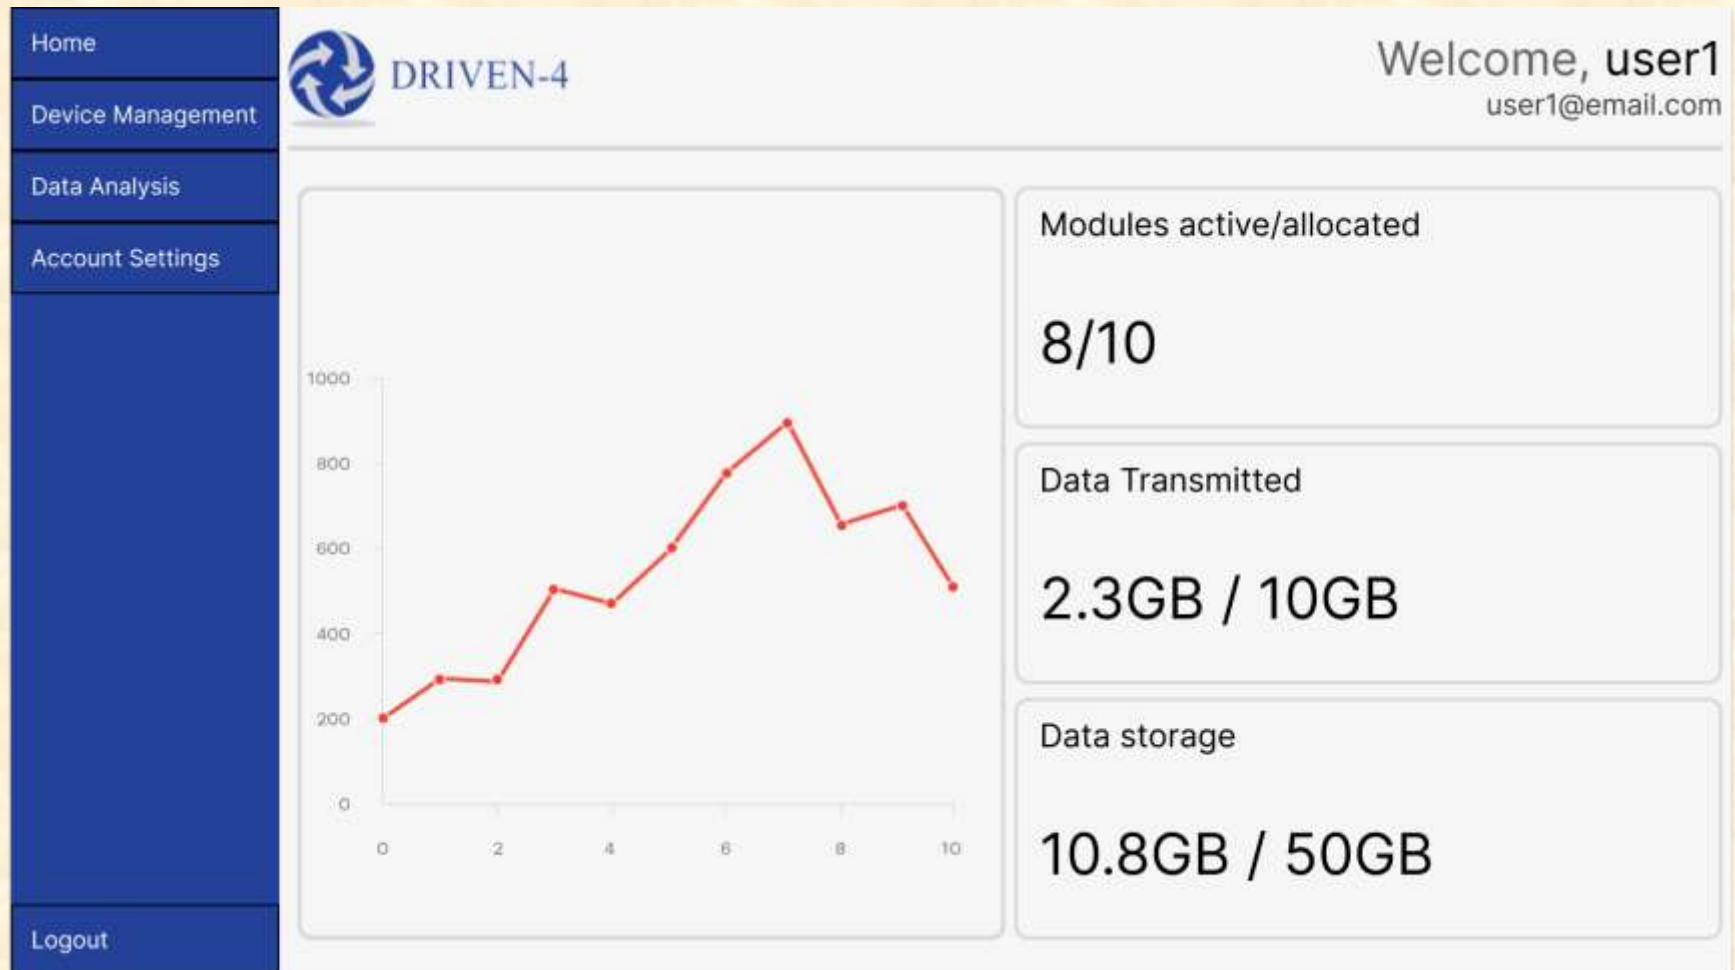 Home
Device Management
Data Analysis
Account Settings
Logout
DRIVEN-4
Welcome, user1
user1@email.com
1000
800
600
400
200
0
0 2 4 6 8 10
Modules active/allocated
8/10
Data Transmitted
2.3GB / 10GB
Data storage
10.8GB / 50GB